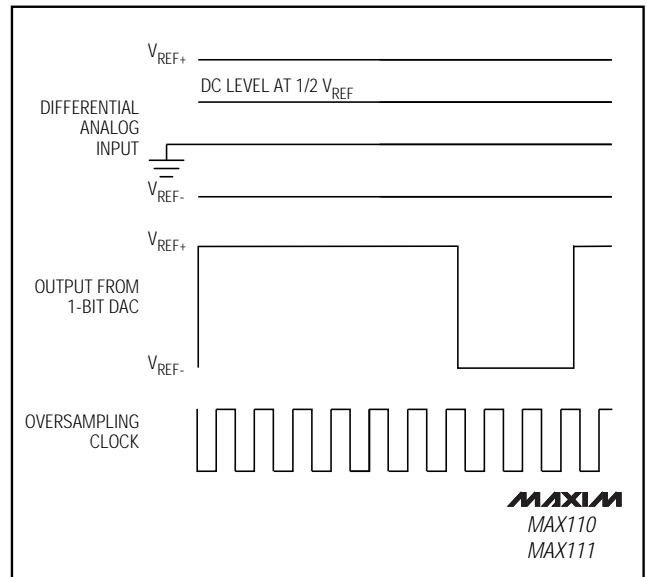 VREF+
DC LEVEL AT 1/2 VREF
DIFFERENTIAL
ANALOG
INPUT
VREF-
VREF+
OUTPUT FROM
1-BIT DAC
VREF-
OVERSAMPLING
CLOCK
MAXIM
MAX110
MAX111